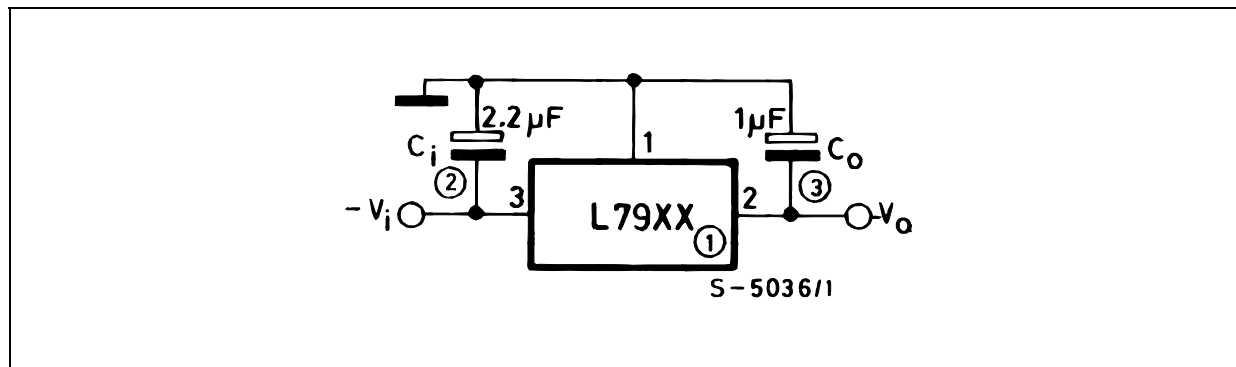 2.2µF
1µF
Ci
1
Co
②
③
3
2
-Vi
L79XX
-Vo
①
S-5036/1